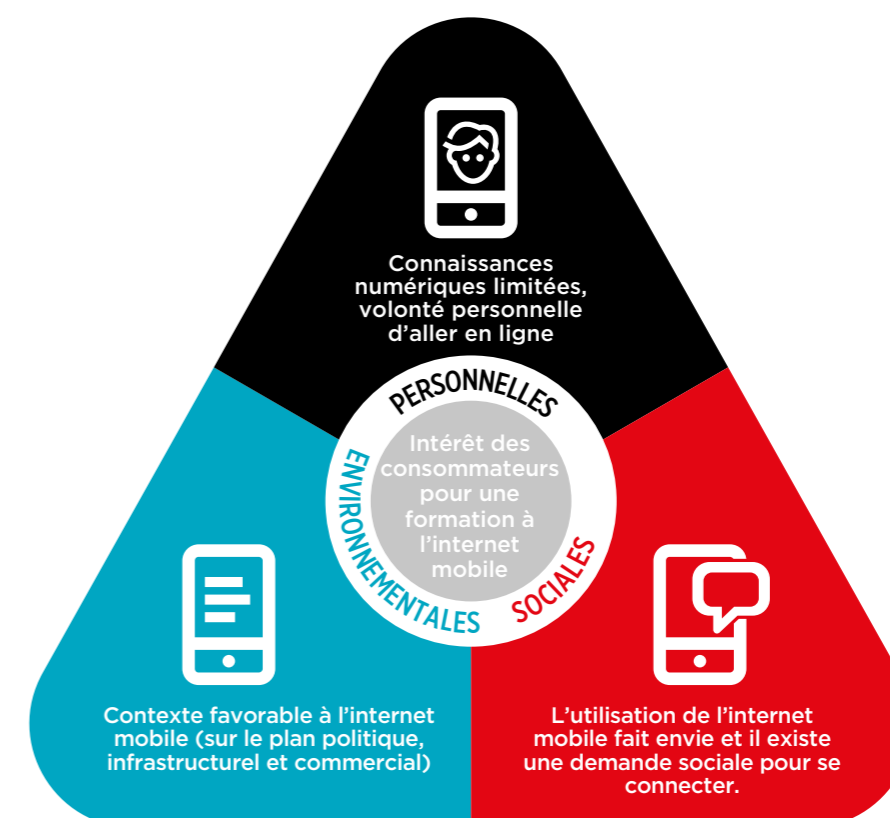 Connaissances
numériques limitées,
volonté personnelle
d’aller en ligne
PERSONNELLES
Intérêt des
consommateurs
pour une
formation à
l’internet
mobile
ENVIRONNEMENTALES
SOCIALES
Contexte favorable à l’internet
mobile (sur le plan politique,
infrastructurel et commercial)
L’utilisation de l’internet
mobile fait envie et il existe
une demande sociale pour se
connecter.